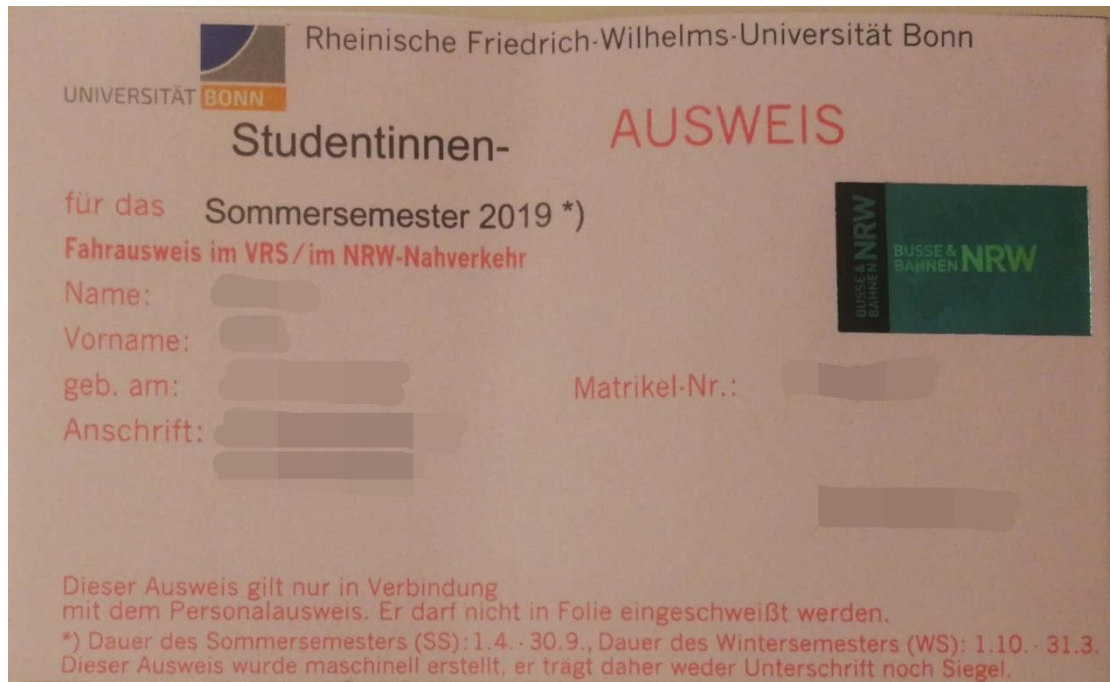 Rheinische Friedrich-Wilhelms-Universität Bonn
UNIVERSITÄT BONN
Studentinnen- AUSWEIS
für das Sommersemester 2019 *)
Fahrausweis im VRS/im NRW-Nahverkehr
BUSSE & BAHNEN NRW
BUSSE & BAHNEN NRW
Name:
Vorname:
geb. am: Matrikel-Nr.:
Anschrift:
Dieser Ausweis gilt nur in Verbindung
mit dem Personalausweis. Er darf nicht in Folie eingeschweißt werden.
*) Dauer des Sommersemesters (SS): 1.4. - 30.9., Dauer des Wintersemesters (WS): 1.10. - 31.3.
Dieser Ausweis wurde maschinell erstellt, er trägt daher weder Unterschrift noch Siegel.